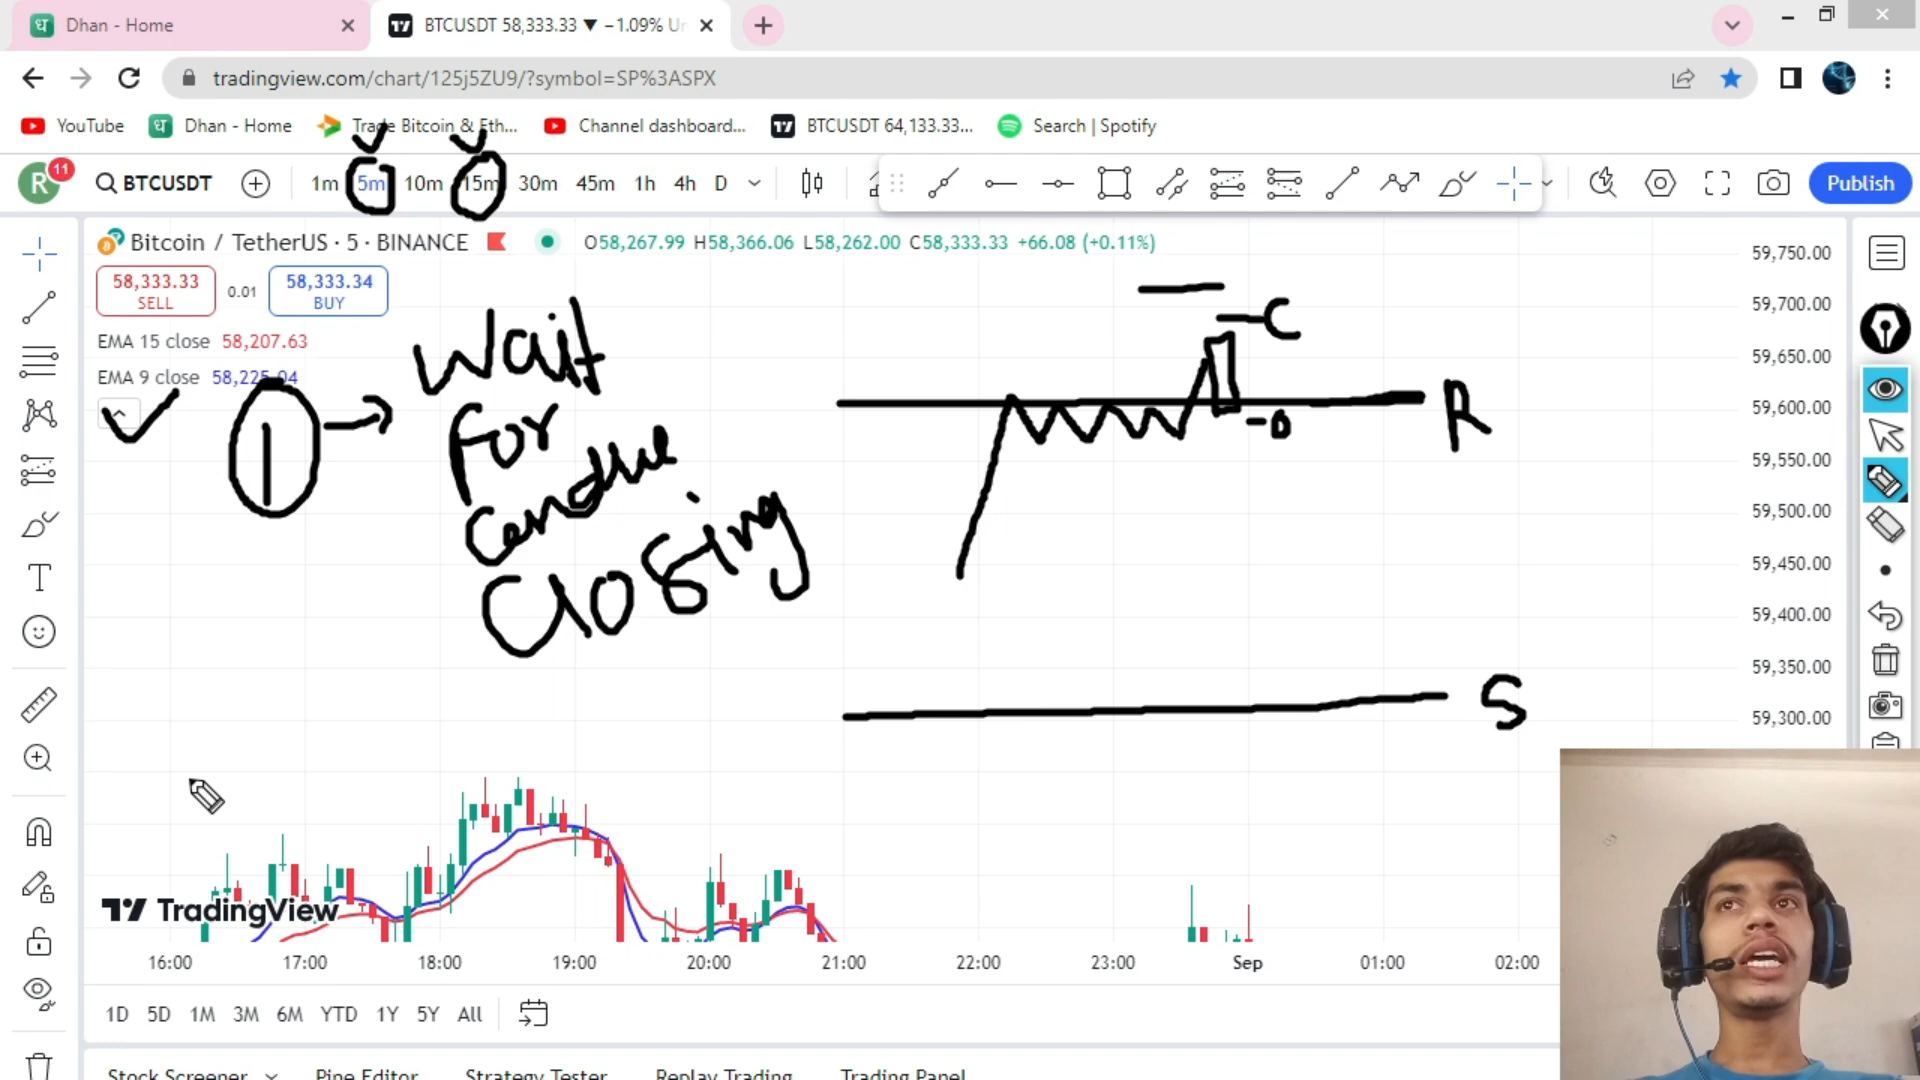 Dhan - Home
BTCUSDT 58,333.33 ▼ −1.09% Un
tradingview.com/chart/125j5ZU9/?symbol=SP%3ASPX
YouTube Dhan - Home Trade Bitcoin & Eth... Channel dashboard... BTCUSDT 64,133.33... Search | Spotify
R 11 BTCUSDT 1m 5m 10m 15m 30m 45m 1h 4h D Publish
Bitcoin / TetherUS · 5 · BINANCE O58,267.99 H58,366.06 L58,262.00 C58,333.33 +66.08 (+0.11%)
58,333.33 SELL 0.01 58,333.34 BUY
EMA 15 close 58,207.63
EMA 9 close 58,225.04
1
Wait
For
Candle
Closing
C
O
R
S
59,750.00
59,700.00
59,650.00
59,600.00
59,550.00
59,500.00
59,450.00
59,400.00
59,350.00
59,300.00
TradingView
16:00 17:00 18:00 19:00 20:00 21:00 22:00 23:00 Sep 01:00 02:00
1D 5D 1M 3M 6M YTD 1Y 5Y All
Stock Screener Pine Editor Strategy Tester Replay Trading Trading Panel